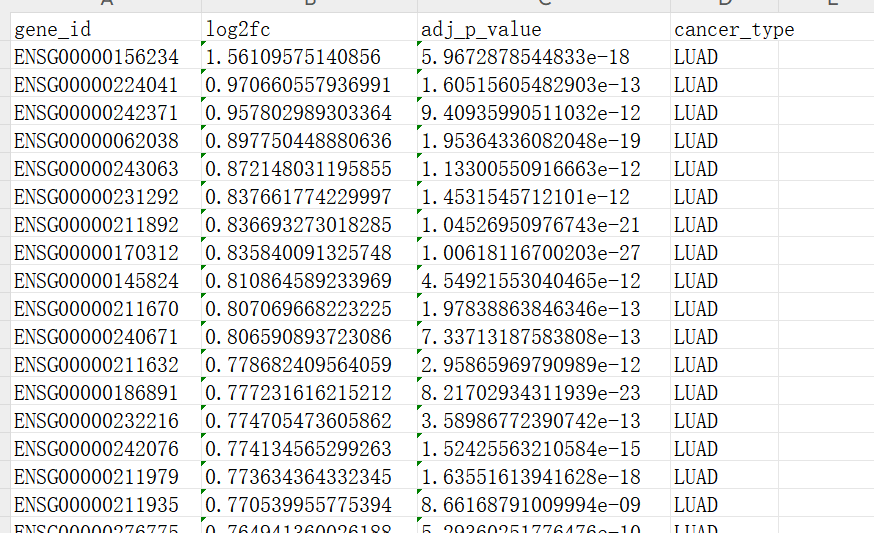 gene_id log2fc adj_p_value cancer_type
ENSG00000156234 1.56109575140856 5.9672878544833e-18 LUAD
ENSG00000224041 0.970660557936991 1.60515605482903e-13 LUAD
ENSG00000242371 0.957802989303364 9.40935990511032e-12 LUAD
ENSG00000062038 0.897750448880636 1.95364336082048e-19 LUAD
ENSG00000243063 0.872148031195855 1.13300550916663e-12 LUAD
ENSG00000231292 0.837661774229997 1.4531545712101e-12 LUAD
ENSG00000211892 0.836693273018285 1.04526950976743e-21 LUAD
ENSG00000170312 0.835840091325748 1.00618116700203e-27 LUAD
ENSG00000145824 0.810864589233969 4.54921553040465e-12 LUAD
ENSG00000211670 0.807069668223225 1.97838863846346e-13 LUAD
ENSG00000240671 0.806590893723086 7.33713187583808e-13 LUAD
ENSG00000211632 0.778682409564059 2.95865969790989e-12 LUAD
ENSG00000186891 0.777231616215212 8.21702934311939e-23 LUAD
ENSG00000232216 0.774705473605862 3.58986772390742e-13 LUAD
ENSG00000242076 0.774134565299263 1.52425563210584e-15 LUAD
ENSG00000211979 0.773634364332345 1.63551613941628e-18 LUAD
ENSG00000211935 0.770539955775394 8.66168791009994e-09 LUAD
ENSG00000276775 0.764941360026188 5.29360251776476e-10 LUAD